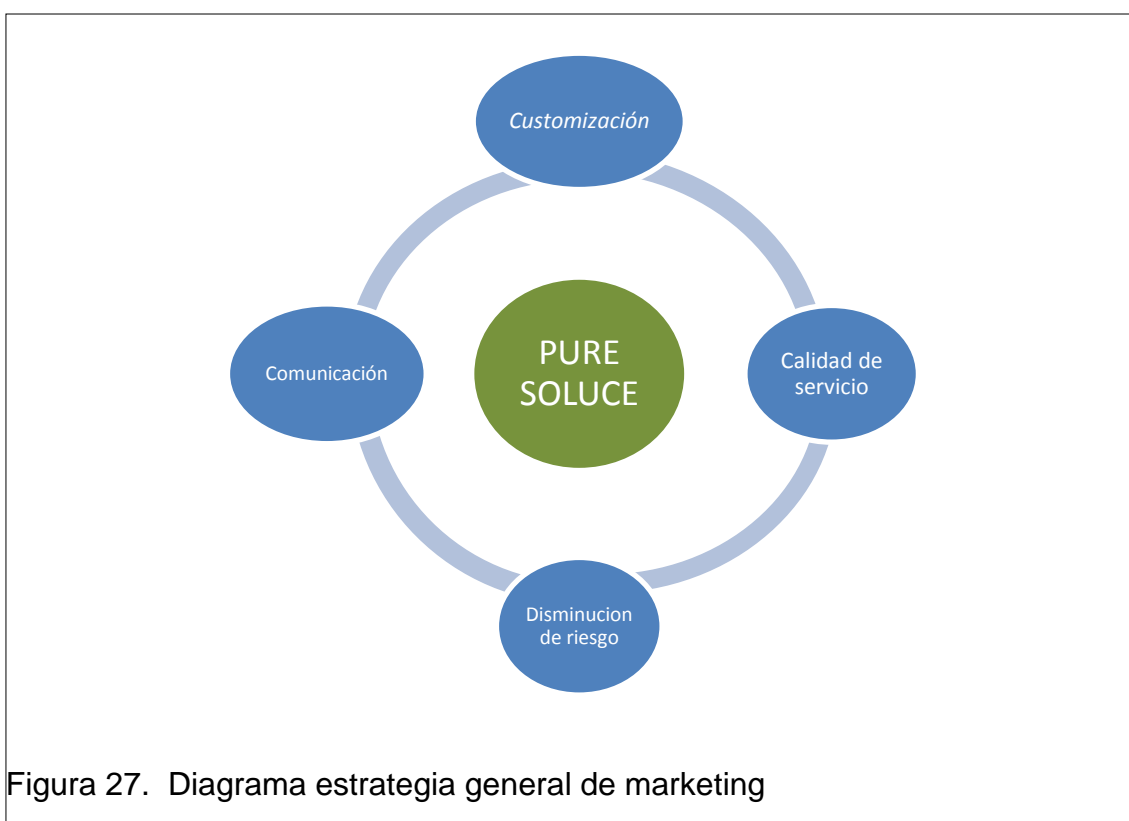 Customización
Comunicación
PURE
SOLUCE
Calidad de
servicio
Disminucion
de riesgo
Figura 27. Diagrama estrategia general de marketing